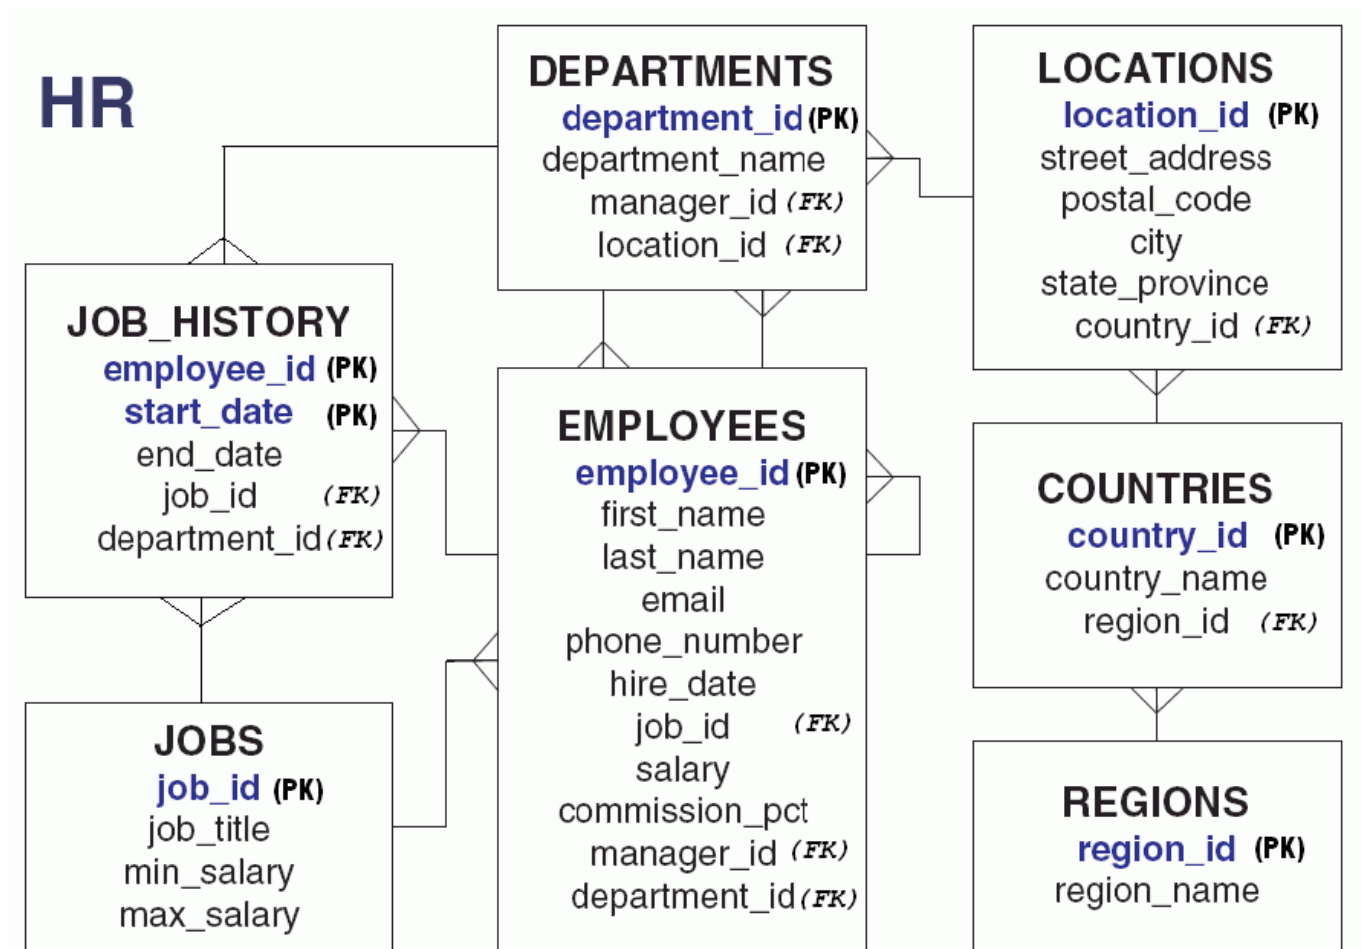 HR
DEPARTMENTS
department_id (PK)
department_name
manager_id (FK)
location_id (FK)
LOCATIONS
location_id (PK)
street_address
postal_code
city
state_province
country_id (FK)
JOB_HISTORY
employee_id (PK)
start_date (PK)
end_date
job_id (FK)
department_id (FK)
EMPLOYEES
employee_id (PK)
first_name
last_name
email
phone_number
hire_date
job_id (FK)
salary
commission_pct
manager_id (FK)
department_id (FK)
COUNTRIES
country_id (PK)
country_name
region_id (FK)
JOBS
job_id (PK)
job_title
min_salary
max_salary
REGIONS
region_id (PK)
region_name